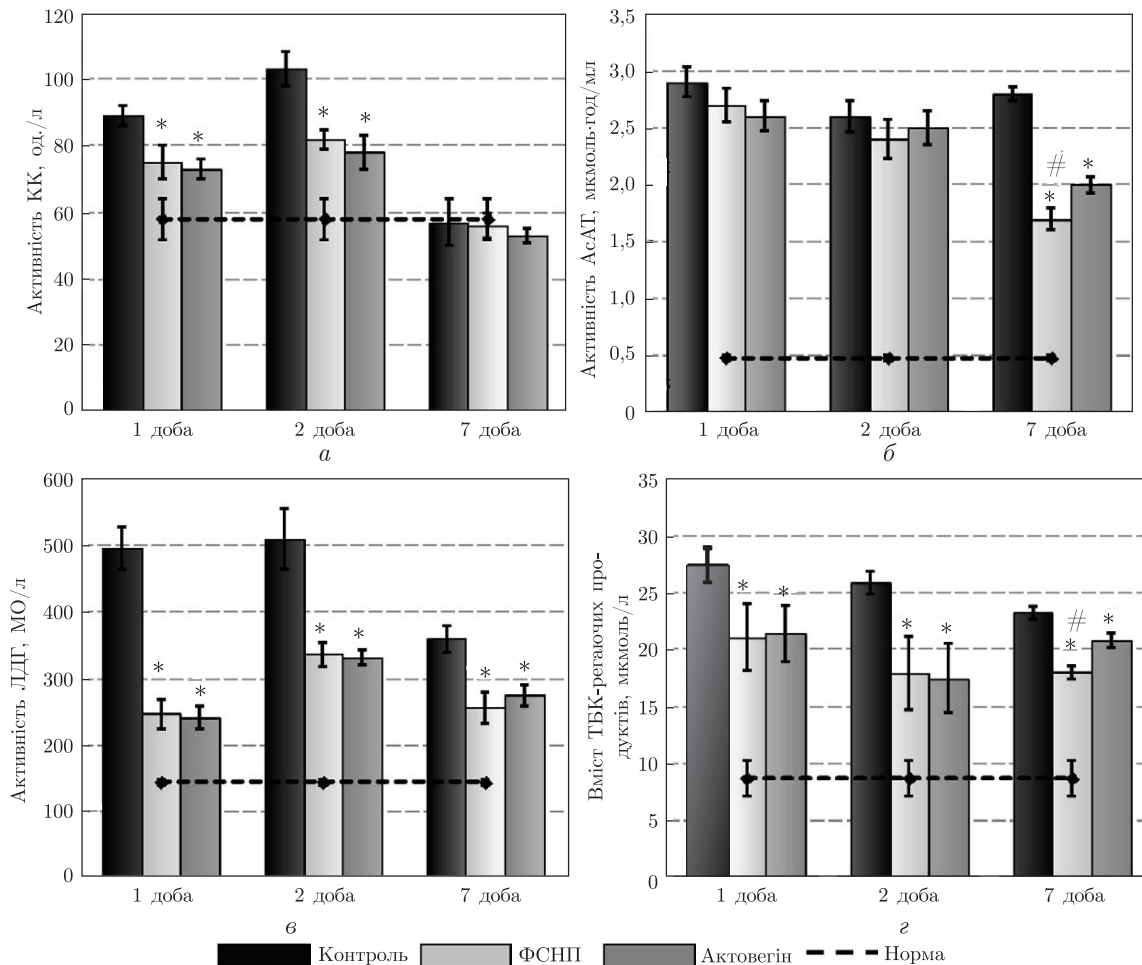 Активність КК, од./л
120
100
80
60
40
20
0
* * * *
1 доба 2 доба 7 доба
а
Активність АсАТ, мкмоль·год/мл
3,5
3,0
2,5
2,0
1,5
1,0
0,5
0
# * *
1 доба 2 доба 7 доба
б
Активність ЛДГ, МО/л
600
500
400
300
200
100
0
* * * * * *
1 доба 2 доба 7 доба
в
Вміст ТБК-регаючих про-
дуктів, мкмоль/л
35
30
25
20
15
10
5
0
* * * * # * *
1 доба 2 доба 7 доба
г
Контроль ФСНП Актовегін Норма